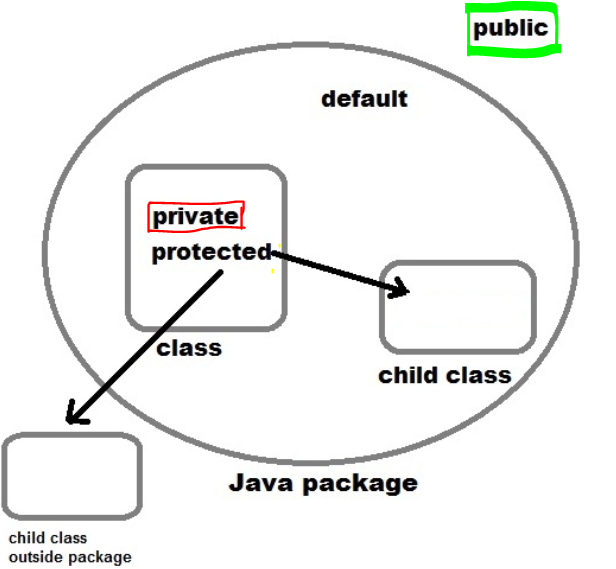 public
default
private
protected
class
child class
Java package
child class
outside package